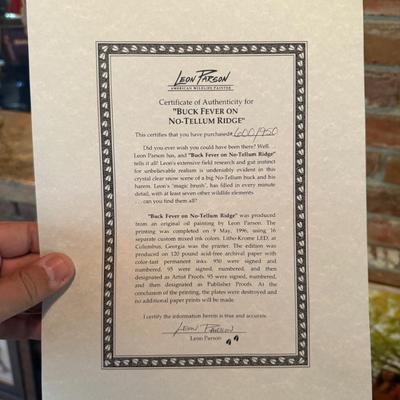 LEON PARSON
AMERICAN WILDLIFE PAINTER
Certificate of Authenticity for
"BUCK FEVER ON
NO-TELLUM RIDGE"
This certifies that you have purchased# 600/950
Did you ever wish you could have been there? Well. . .
Leon Parson has, and "Buck Fever on No-Tellum Ridge"
tells it all! Leon's extensive field research and gut instinct
for unbelievable realism is undeniably evident in this
crystal clear snow scene of a big No-Tellum buck and his
harem. Leon's 'magic brush', has filled in every minute
detail, with at least seven other wildlife elements
. . . can you find them all?
"Buck Fever on No-Tellum Ridge" was produced
from an original oil painting by Leon Parson. The
printing was completed on 9 May, 1996, using 16
separate custom mixed ink colors. Litho-Krome LED, at
Columbus, Georgia was the printer. The edition was
produced on 120 pound acid-free archival paper with
color-fast permanent inks. 950 were signed and
numbered. 95 were signed, numbered, and then
designated as Artist Proofs. 95 were signed, numbered,
and then designated as Publisher Proofs. At the
conclusion of the printing, the plates were destroyed and
no additional paper prints will be made.
I certify the information herein is true and accurate.
LEON PARSON
Leon Parson